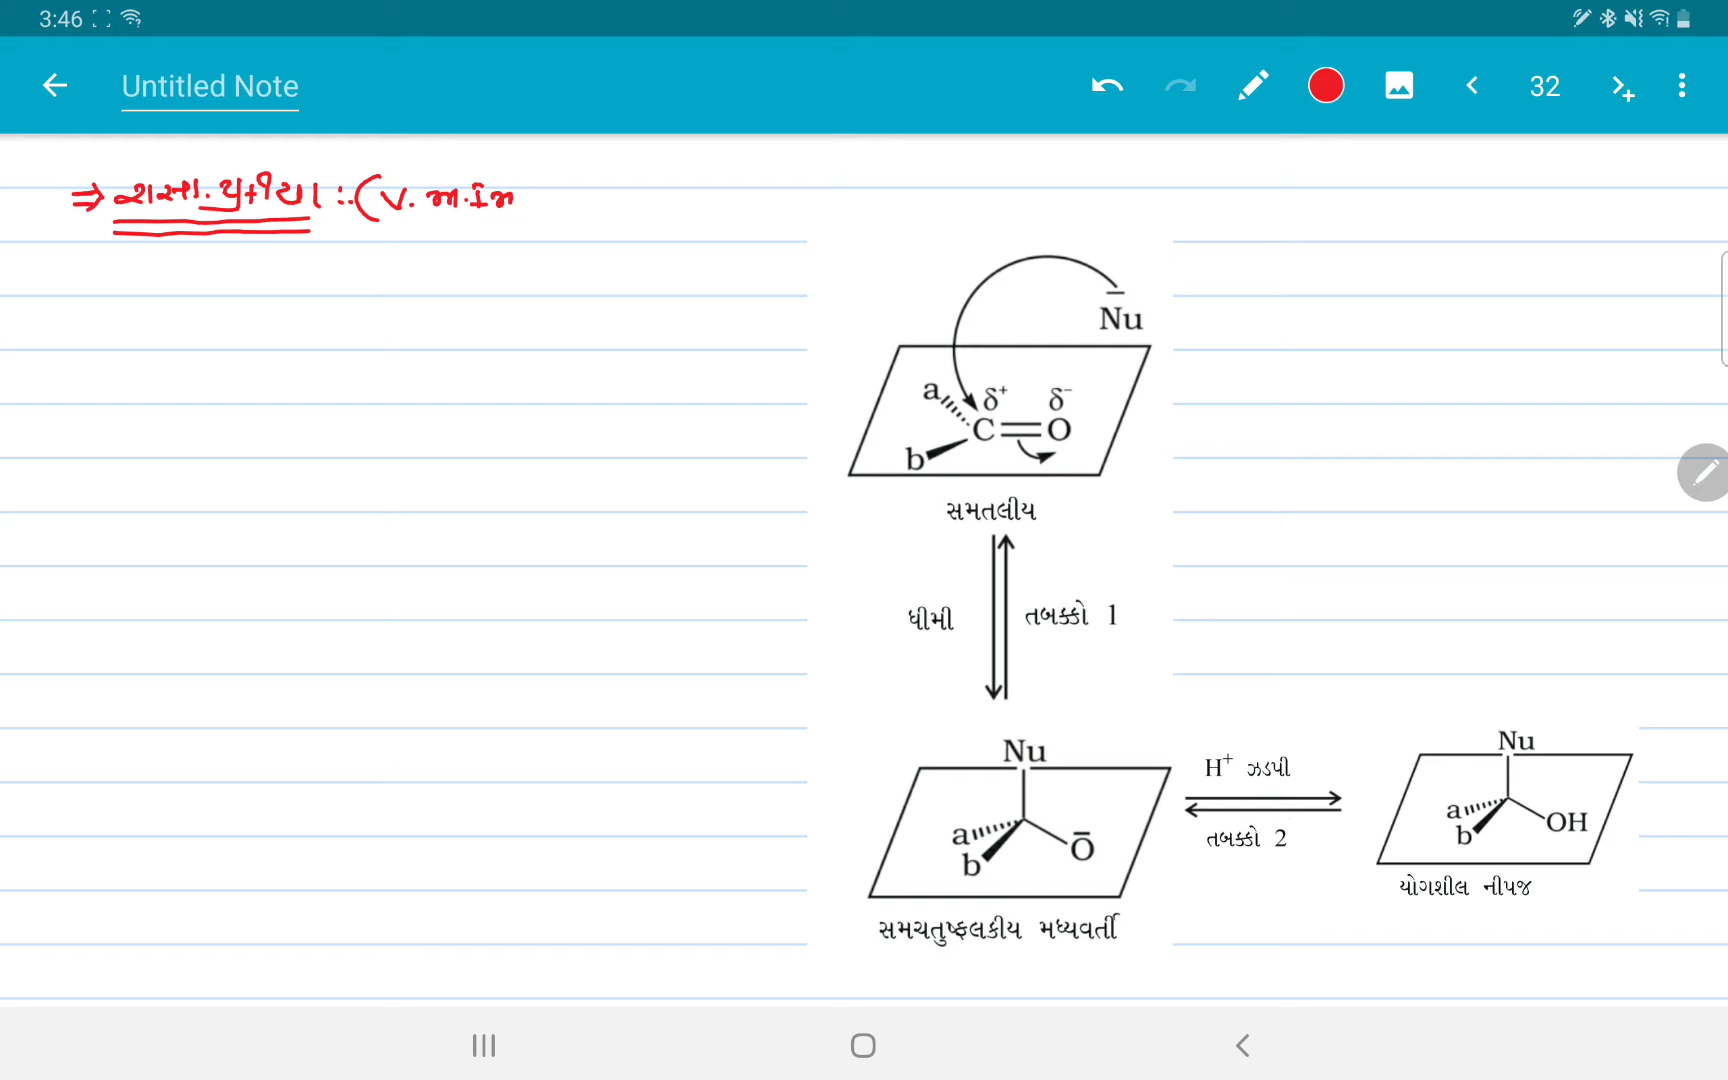 3:46
Untitled Note
32
⇒ રાસા. પ્રક્રિયા :- (V. m. Im
Nu
a δ+ δ-
C=O
b
સમતલીય
ધીમી તબક્કો 1
Nu
a
b O
સમચતુષ્ફલકીય મધ્યવર્તી
H+ ઝડપી
તબક્કો 2
Nu
a
b OH
યોગશીલ નીપજ